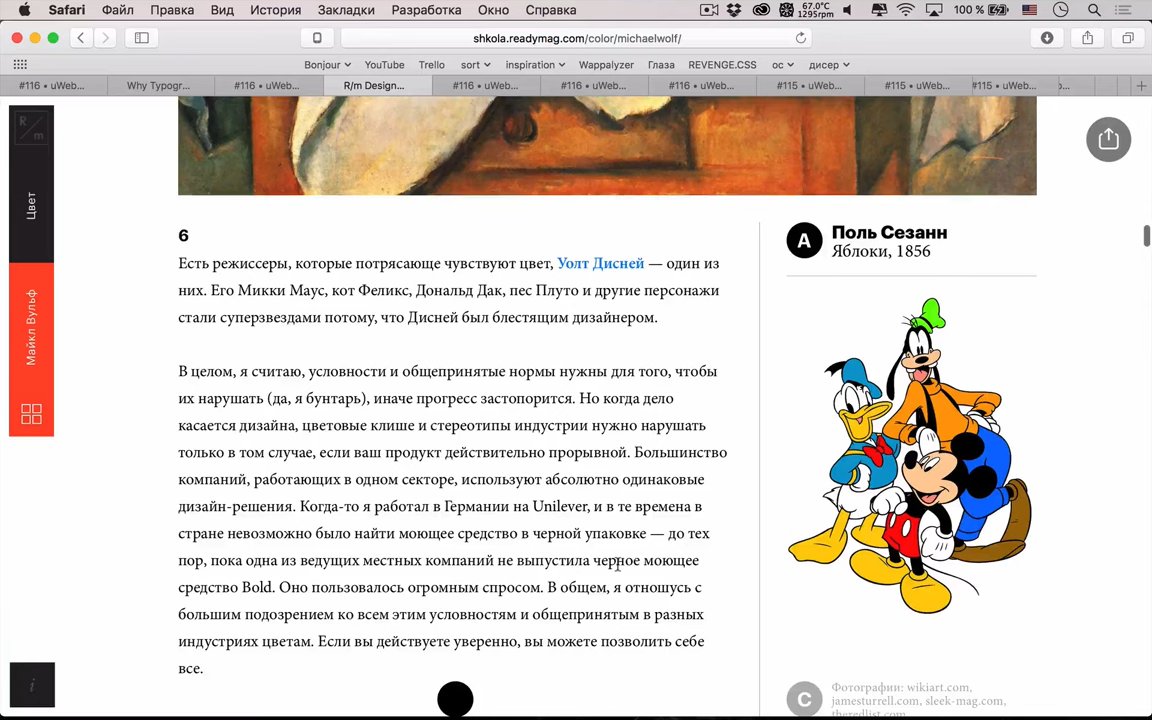 Safari Файл Правка Вид История Закладки Разработка Окно Справка 67.0°C 1295rpm 100 %
shkola.readymag.com/color/michaelwolf/
Bonjour YouTube Trello sort inspiration Wappalyzer Глаза REVENGE.CSS ос дисер
#116 • uWeb... Why Typogr... #116 • uWeb... R/m Design... #116 • uWeb... #116 • uWeb... #116 • uWeb... #115 • uWeb... #115 • uWeb... #115 • uWeb...
R/m
Цвет
Майкл Вульф
6
Есть режиссеры, которые потрясающе чувствуют цвет, Уолт Дисней — один из
них. Его Микки Маус, кот Феликс, Дональд Дак, пес Плуто и другие персонажи
стали суперзвездами потому, что Дисней был блестящим дизайнером.
В целом, я считаю, условности и общепринятые нормы нужны для того, чтобы
их нарушать (да, я бунтарь), иначе прогресс застопорится. Но когда дело
касается дизайна, цветовые клише и стереотипы индустрии нужно нарушать
только в том случае, если ваш продукт действительно прорывной. Большинство
компаний, работающих в одном секторе, используют абсолютно одинаковые
дизайн-решения. Когда-то я работал в Германии на Unilever, и в те времена в
стране невозможно было найти моющее средство в черной упаковке — до тех
пор, пока одна из ведущих местных компаний не выпустила черное моющее
средство Bold. Оно пользовалось огромным спросом. В общем, я отношусь с
большим подозрением ко всем этим условностям и общепринятым в разных
индустриях цветам. Если вы действуете уверенно, вы можете позволить себе
все.
A
Поль Сезанн
Яблоки, 1856
C
Фотографии: wikiart.com,
jamesturrell.com, sleek-mag.com,
theredlist.com
i